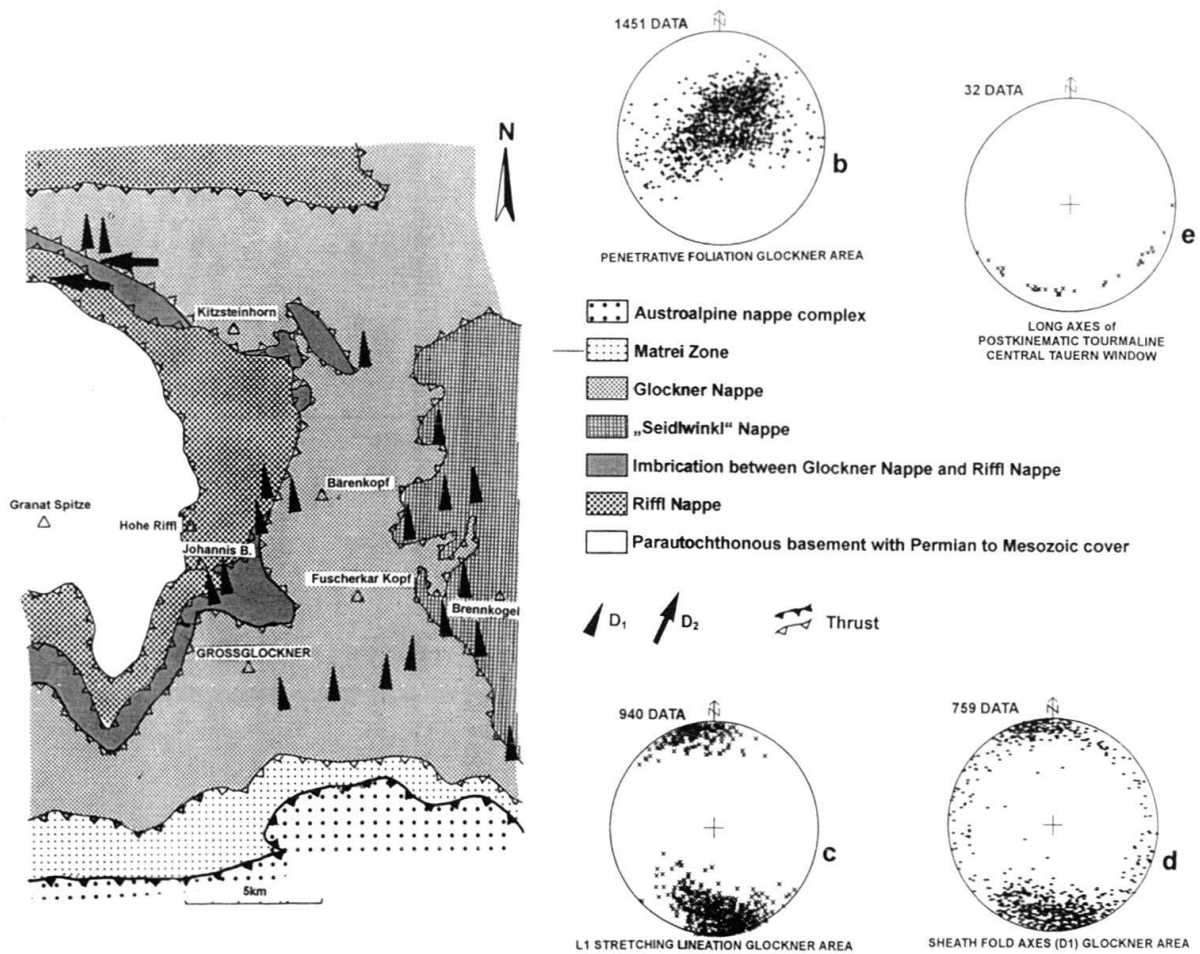 N
Kitzsteinhorn
Granat Spitze
Hohe Riffl
Bärenkopf
Johannis B.
Fuscherkar Kopf
Brennkogel
GROSSGLOCKNER
5km
1451 DATA
N
b
PENETRATIVE FOLIATION GLOCKNER AREA
32 DATA
N
e
LONG AXES of
POSTKINEMATIC TOURMALINE
CENTRAL TAUERN WINDOW
Austroalpine nappe complex
Matrei Zone
Glockner Nappe
„Seidlwinkl“ Nappe
Imbrication between Glockner Nappe and Riffl Nappe
Riffl Nappe
Parautochthonous basement with Permian to Mesozoic cover
D1
D2
Thrust
940 DATA
N
c
L1 STRETCHING LINEATION GLOCKNER AREA
759 DATA
N
d
SHEATH FOLD AXES (D1) GLOCKNER AREA